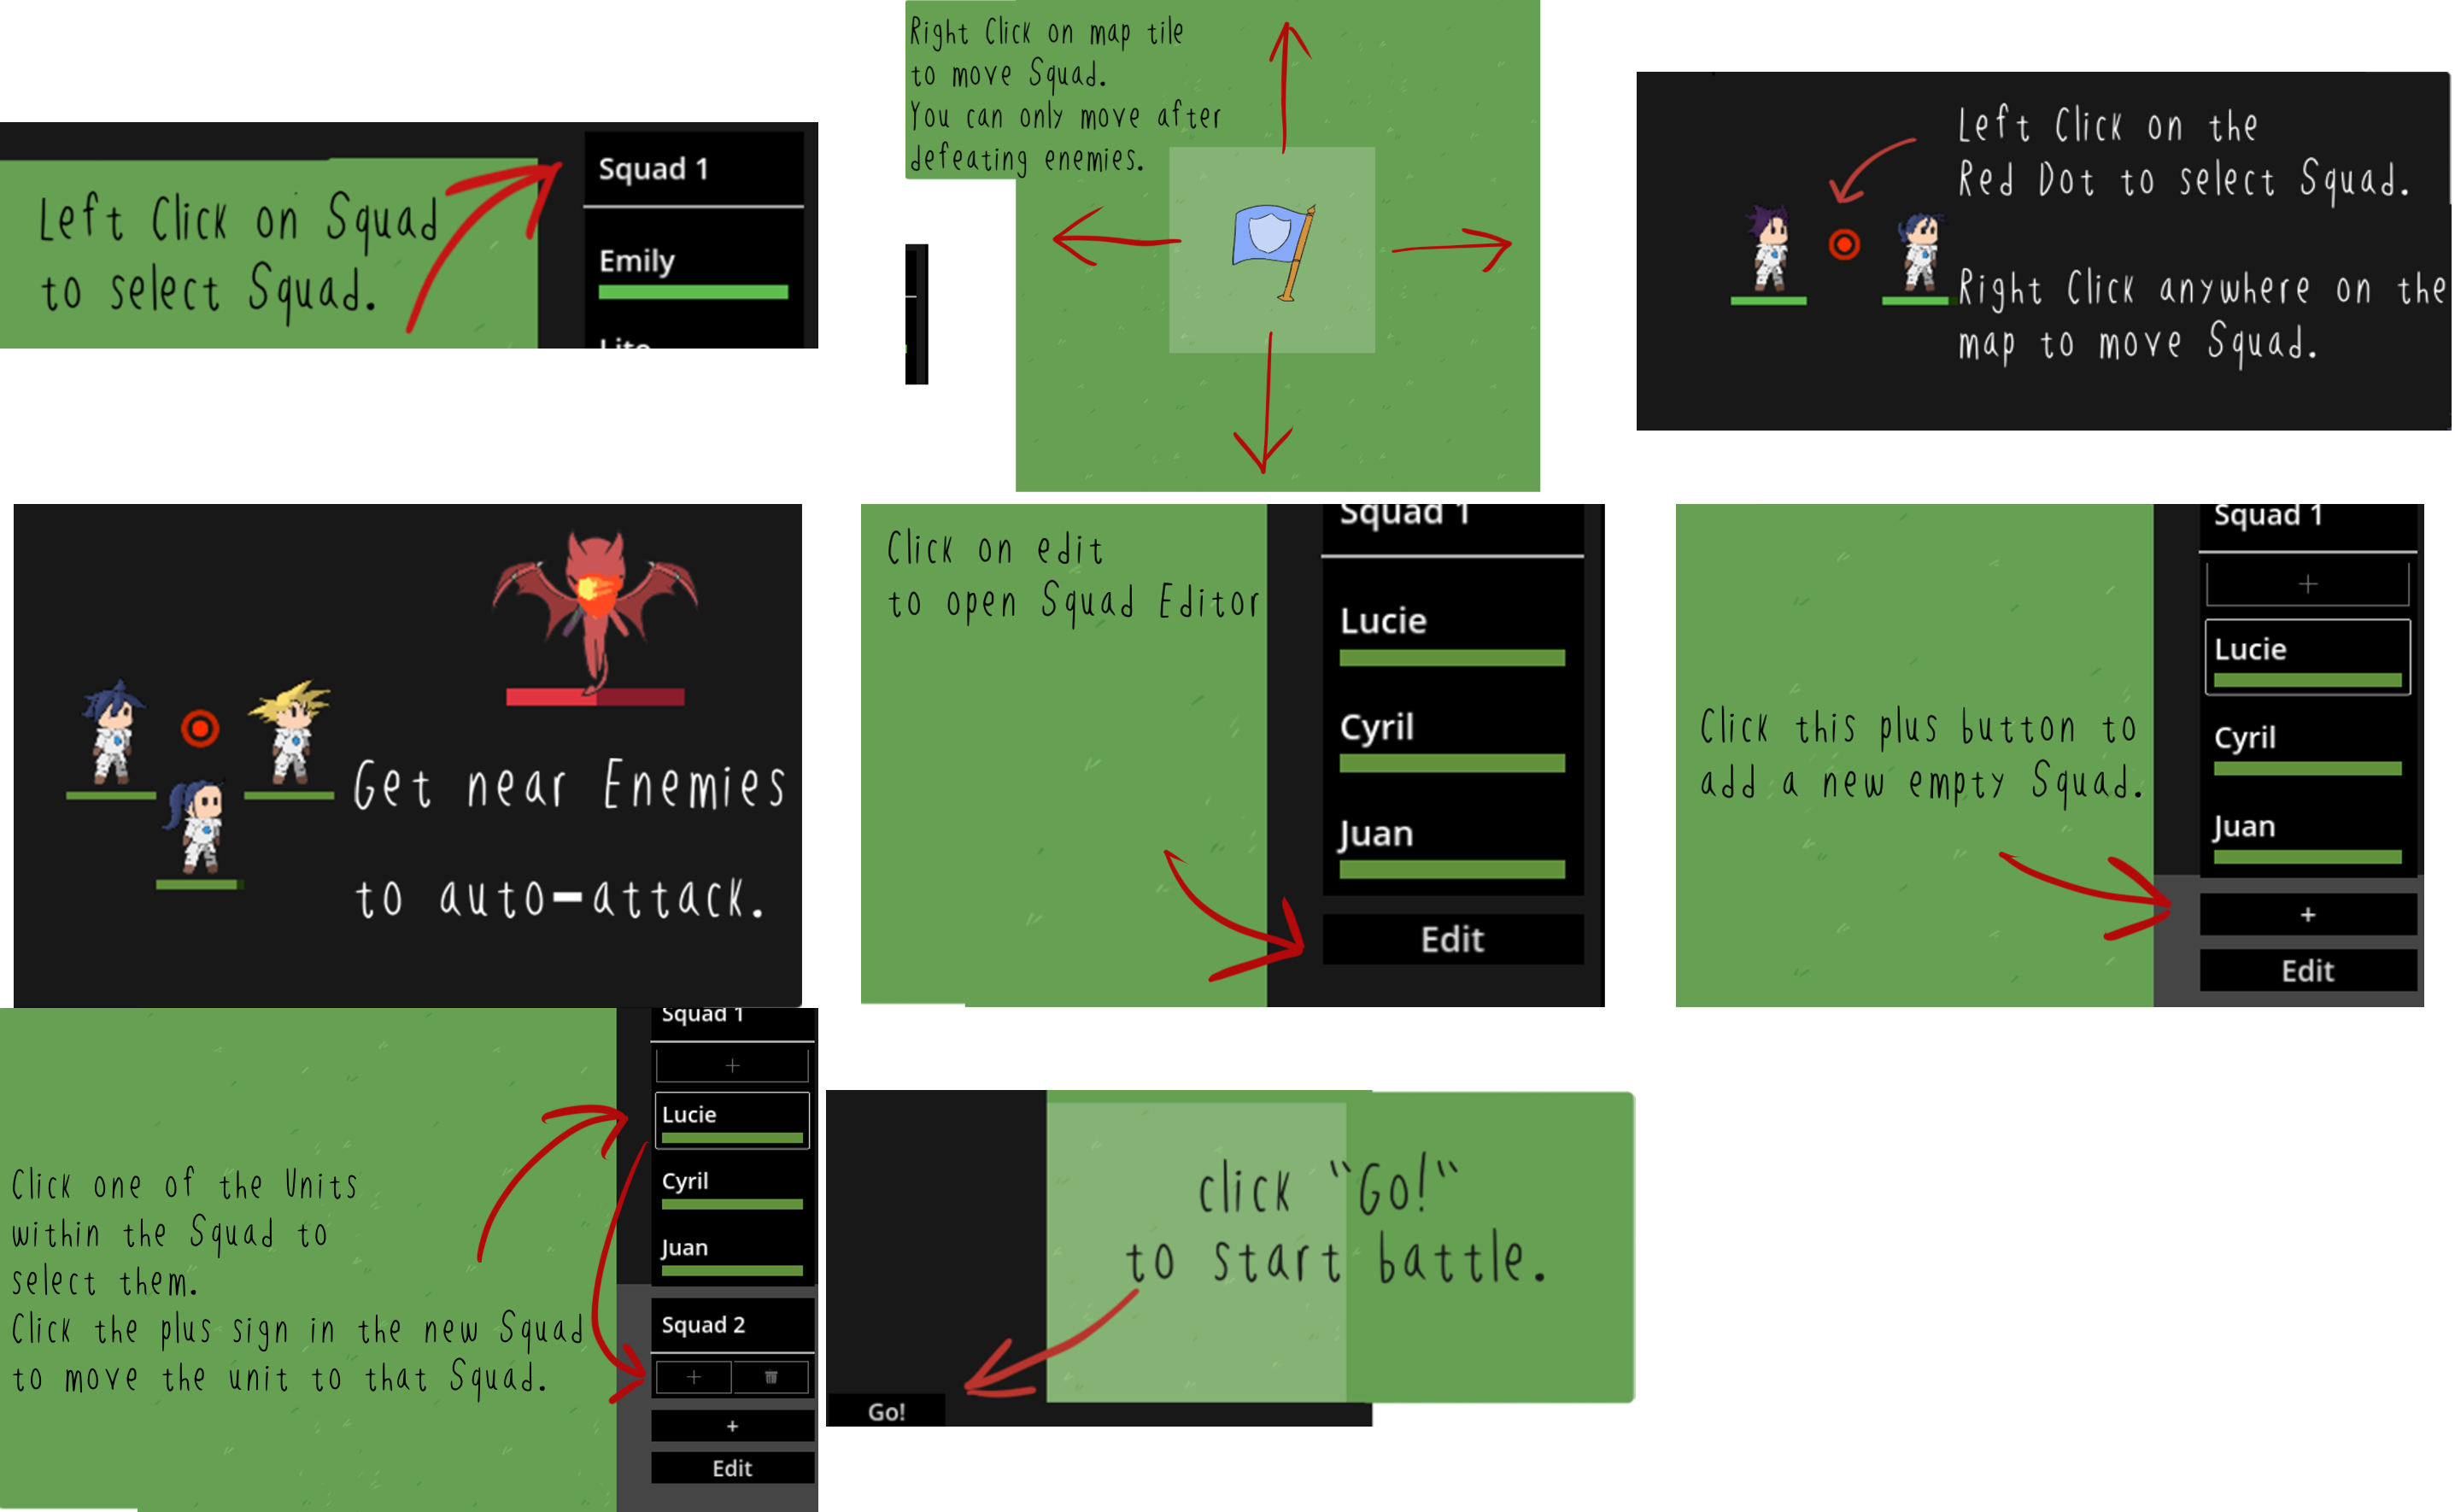 Left Click on Squad
to select Squad.
Squad 1
Emily
Right Click on map tile
to move Squad.
You can only move after
defeating enemies.
Left Click on the
Red Dot to select Squad.
Right Click anywhere on the
map to move Squad.
Get near Enemies
to auto-attack.
Click on edit
to open Squad Editor
Squad 1
Lucie
Cyril
Juan
Edit
Click this plus button to
add a new empty Squad.
Squad 1
+
Lucie
Cyril
Juan
+
Edit
Click one of the Units
within the Squad to
select them.
Click the plus sign in the new Squad
to move the unit to that Squad.
Squad 1
+
Lucie
Cyril
Juan
Squad 2
+
+
Edit
click "Go!"
to start battle.
Go!